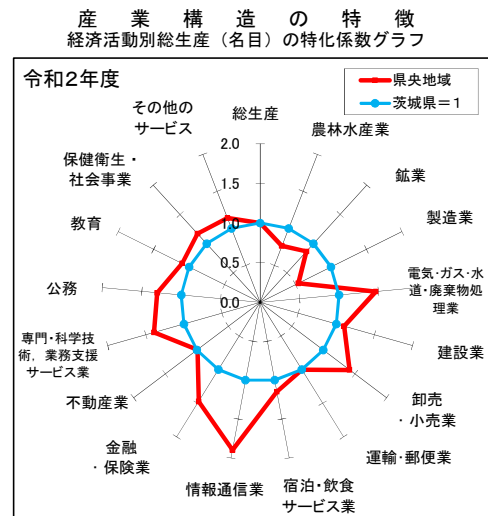 産業構造の特徴
経済活動別総生産（名目）の特化係数グラフ
令和2年度
県央地域
茨城県＝1
総生産
農林水産業
鉱業
製造業
電気・ガス・水
道・廃棄物処
理業
建設業
卸売
・小売業
運輸・郵便業
宿泊・飲食
サービス業
情報通信業
金融
・保険業
不動産業
専門・科学技
術，業務支援
サービス業
公務
教育
保健衛生・
社会事業
その他の
サービス
2.0
1.5
1.0
0.5
0.0